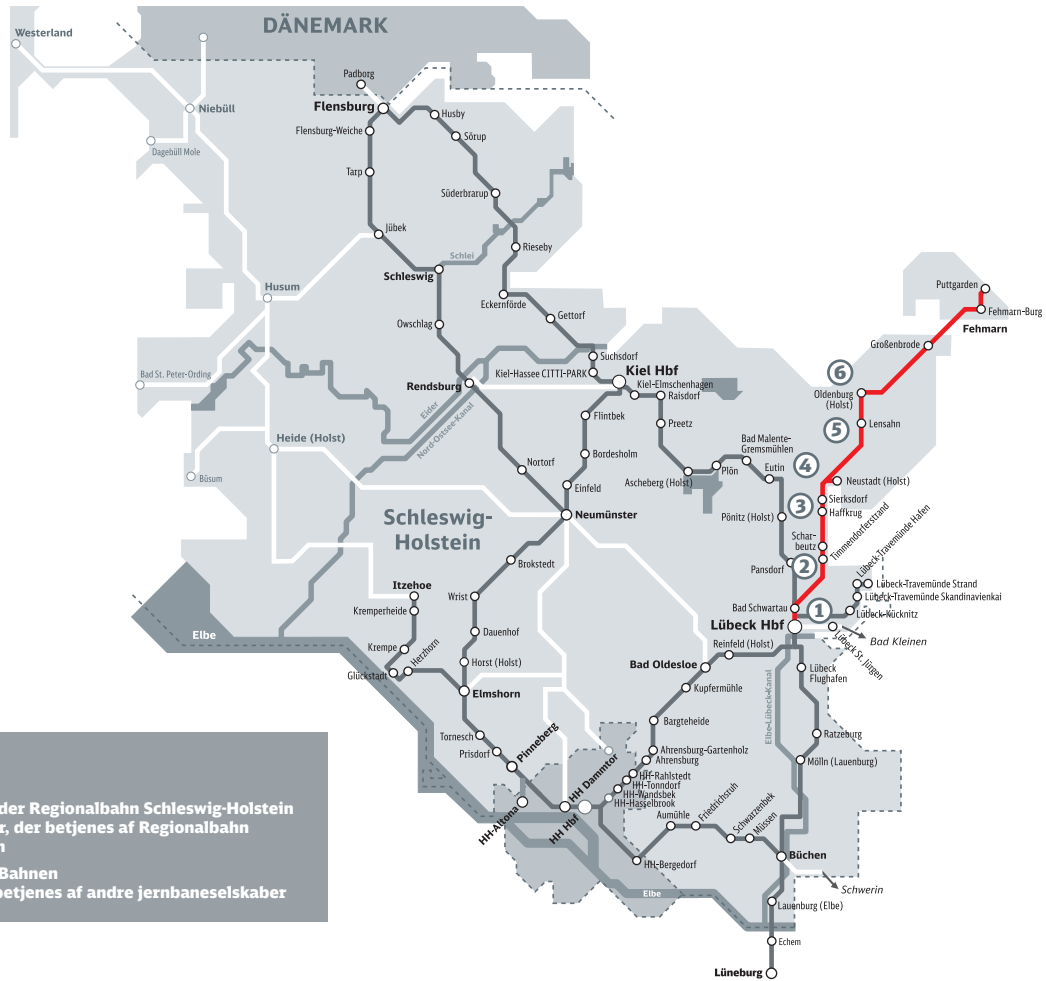 DÄNEMARK
Westerland
Padborg
Niebüll
Flensburg
Husby
Flensburg-Weiche
Sörup
Dagebüll Mole
Tarp
Süderbrarup
Jübek
Rieseby
Schlei
Schleswig
Husum
Eckernförde
Gettorf
Puttgarden
Fehmarn-Burg
Fehmarn
Owschlag
Großenbrode
Suchsdorf
Kiel-Hassee CITTI-PARK
Kiel Hbf
Bad St. Peter-Ording
Rendsburg
Kiel-Elmschenhagen
Raisdorf
6
Oldenburg
(Holst)
Eider
Nord-Ostsee-Kanal
Flintbek
Preetz
5
Lensahn
Heide (Holst)
Bordesholm
Bad Malente-
Gremsmühlen
Eutin
4
Nortorf
Plön
Ascheberg (Holst)
Büsum
Einfeld
Neustadt (Holst)
Sierksdorf
3
Haffkrug
Schleswig-
Holstein
Neumünster
Pönitz (Holst)
Schar-
beutz
Timmendorferstrand
Brokstedt
Pansdorf
2
Lübeck-Travemünde Hafen
Lübeck-Travemünde Strand
Itzehoe
Wrist
Lübeck-Travemünde Skandinavienkai
Kremperheide
Bad Schwartau
1
Lübeck-Kücknitz
Elbe
Dauenhof
Lübeck Hbf
Bad Kleinen
Lübeck St. Jürgen
Krempe
Reinfeld (Holst)
Herzhorn
Horst (Holst)
Bad Oldesloe
Glückstadt
Lübeck
Flughafen
Elmshorn
Kupfermühle
Elbe-Lübeck-Kanal
Bargteheide
Ratzeburg
Tornesch
Prisdorf
Pinneberg
Ahrensburg-Gartenholz
Ahrensburg
Mölln (Lauenburg)
HH Dammtor
HH-Rahlstedt
HH-Tonndorf
HH-Wandsbek
HH-Hasselbrook
HH-Altona
HH Hbf
Aumühle
Friedrichsruh
Schwarzenbek
Müssen
HH-Bergedorf
Büchen
Schwerin
Elbe
Lauenburg (Elbe)
Echem
Lüneburg
der Regionalbahn Schleswig-Holstein
r, der betjenes af Regionalbahn
n
Bahnen
betjenes af andre jernbaneselskaber